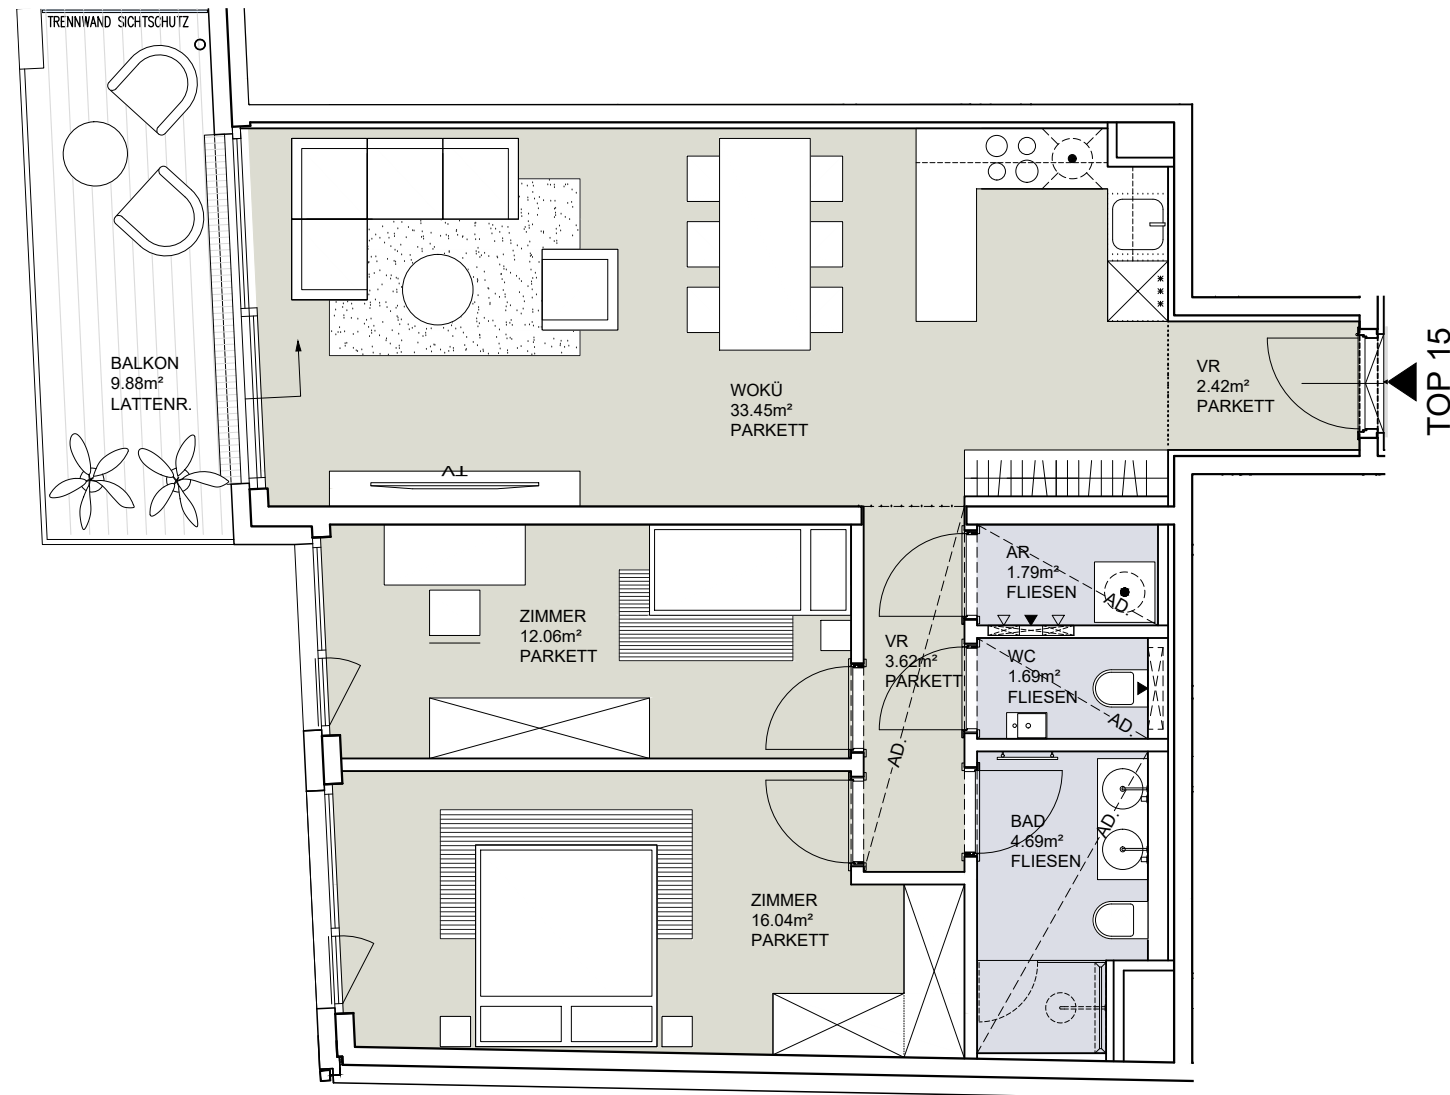 TRENNWAND SICHTSCHUTZ
BALKON
9.88m²
LATTENR.
WOKÜ
33.45m²
PARKETT
VR
2.42m²
PARKETT
TOP 15
TV
ZIMMER
12.06m²
PARKETT
VR
3.62m²
PARKETT
AD.
AR
1.79m²
FLIESEN
AD.
WC
1.69m²
FLIESEN
AD.
BAD
4.69m²
FLIESEN
AD.
ZIMMER
16.04m²
PARKETT